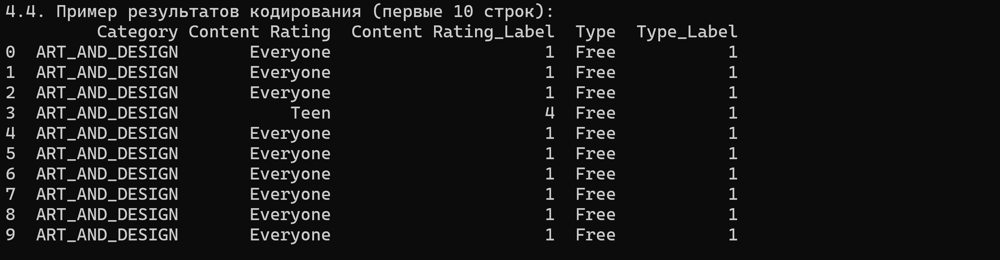 4.4. Пример результатов кодирования (первые 10 строк):
Category Content Rating Content Rating_Label Type Type_Label
0 ART_AND_DESIGN Everyone 1 Free 1
1 ART_AND_DESIGN Everyone 1 Free 1
2 ART_AND_DESIGN Everyone 1 Free 1
3 ART_AND_DESIGN Teen 4 Free 1
4 ART_AND_DESIGN Everyone 1 Free 1
5 ART_AND_DESIGN Everyone 1 Free 1
6 ART_AND_DESIGN Everyone 1 Free 1
7 ART_AND_DESIGN Everyone 1 Free 1
8 ART_AND_DESIGN Everyone 1 Free 1
9 ART_AND_DESIGN Everyone 1 Free 1